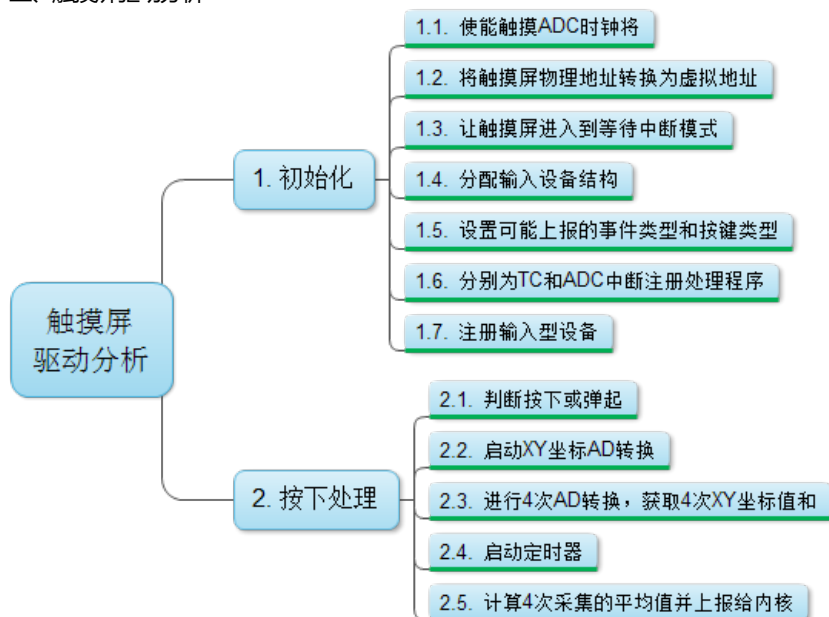 1.1. 使能触摸ADC时钟将
1.2. 将触摸屏物理地址转换为虚拟地址
1.3. 让触摸屏进入到等待中断模式
1. 初始化
1.4. 分配输入设备结构
1.5. 设置可能上报的事件类型和按键类型
1.6. 分别为TC和ADC中断注册处理程序
1.7. 注册输入型设备
触摸屏
驱动分析
2.1. 判断按下或弹起
2.2. 启动XY坐标AD转换
2. 按下处理
2.3. 进行4次AD转换，获取4次XY坐标值和
2.4. 启动定时器
2.5. 计算4次采集的平均值并上报给内核